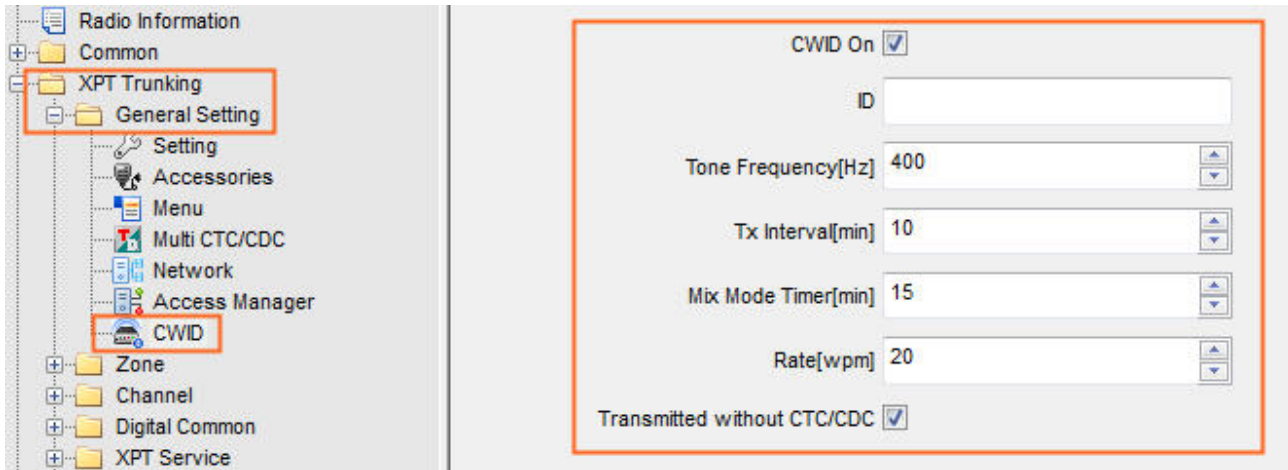 Radio Information
Common
XPT Trunking
General Setting
Setting
Accessories
Menu
Multi CTC/CDC
Network
Access Manager
CWID
Zone
Channel
Digital Common
XPT Service
CWID On
ID
Tone Frequency[Hz] 400
Tx Interval[min] 10
Mix Mode Timer[min] 15
Rate[wpm] 20
Transmitted without CTC/CDC